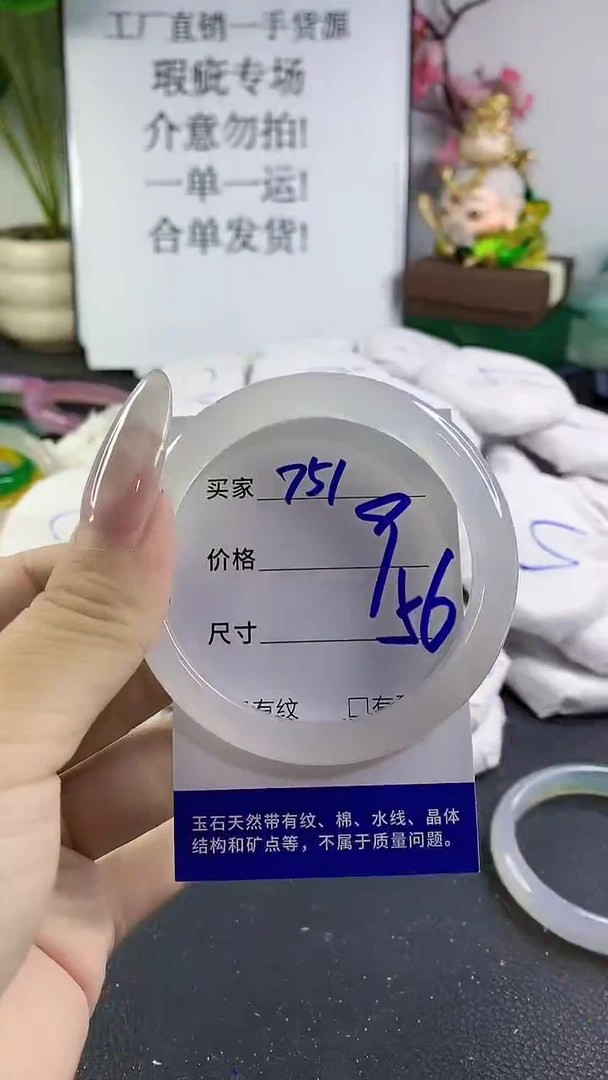 工厂直销一手货源
瑕疵专场
介意勿拍!
一单一运!
合单发货!
买家 751
价格
尺寸 56
有纹 □有
玉石天然带有纹、棉、水线、晶体
结构和矿点等，不属于质量问题。